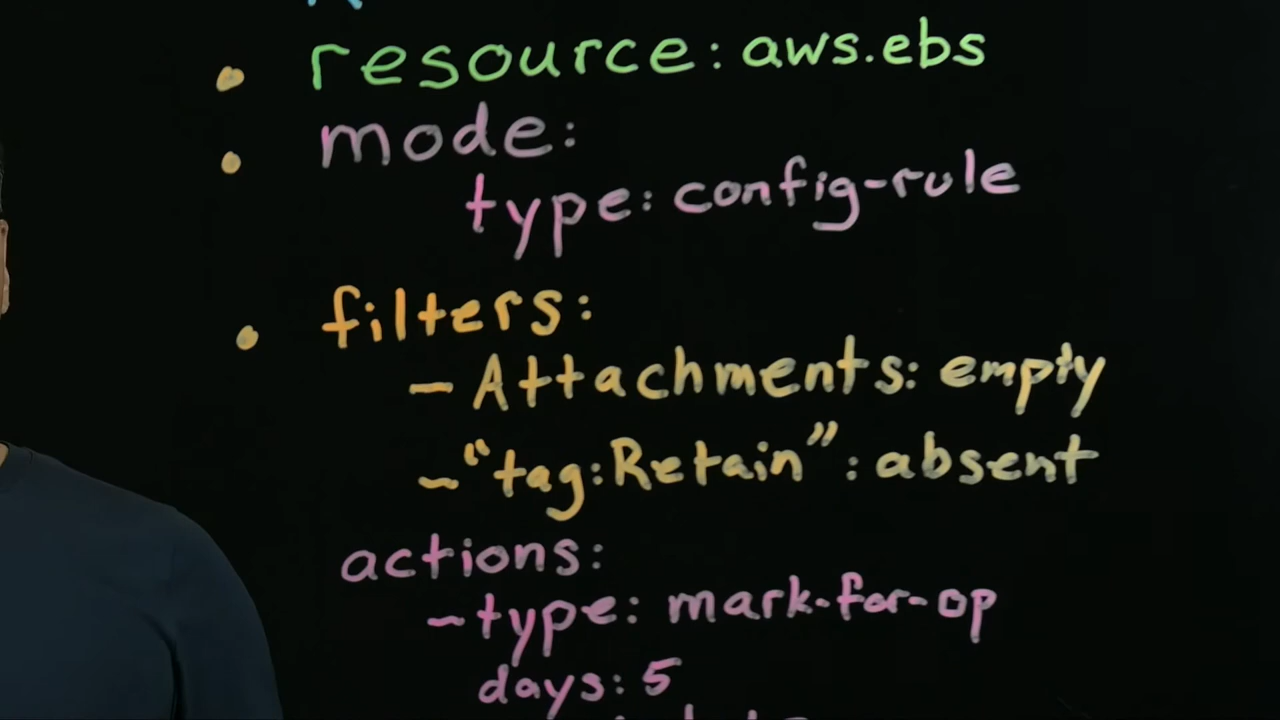 resource: aws.ebs
mode:
type: config-rule
filters:
- Attachments: empty
- "tag:Retain": absent
actions:
- type: mark-for-op
days: 5